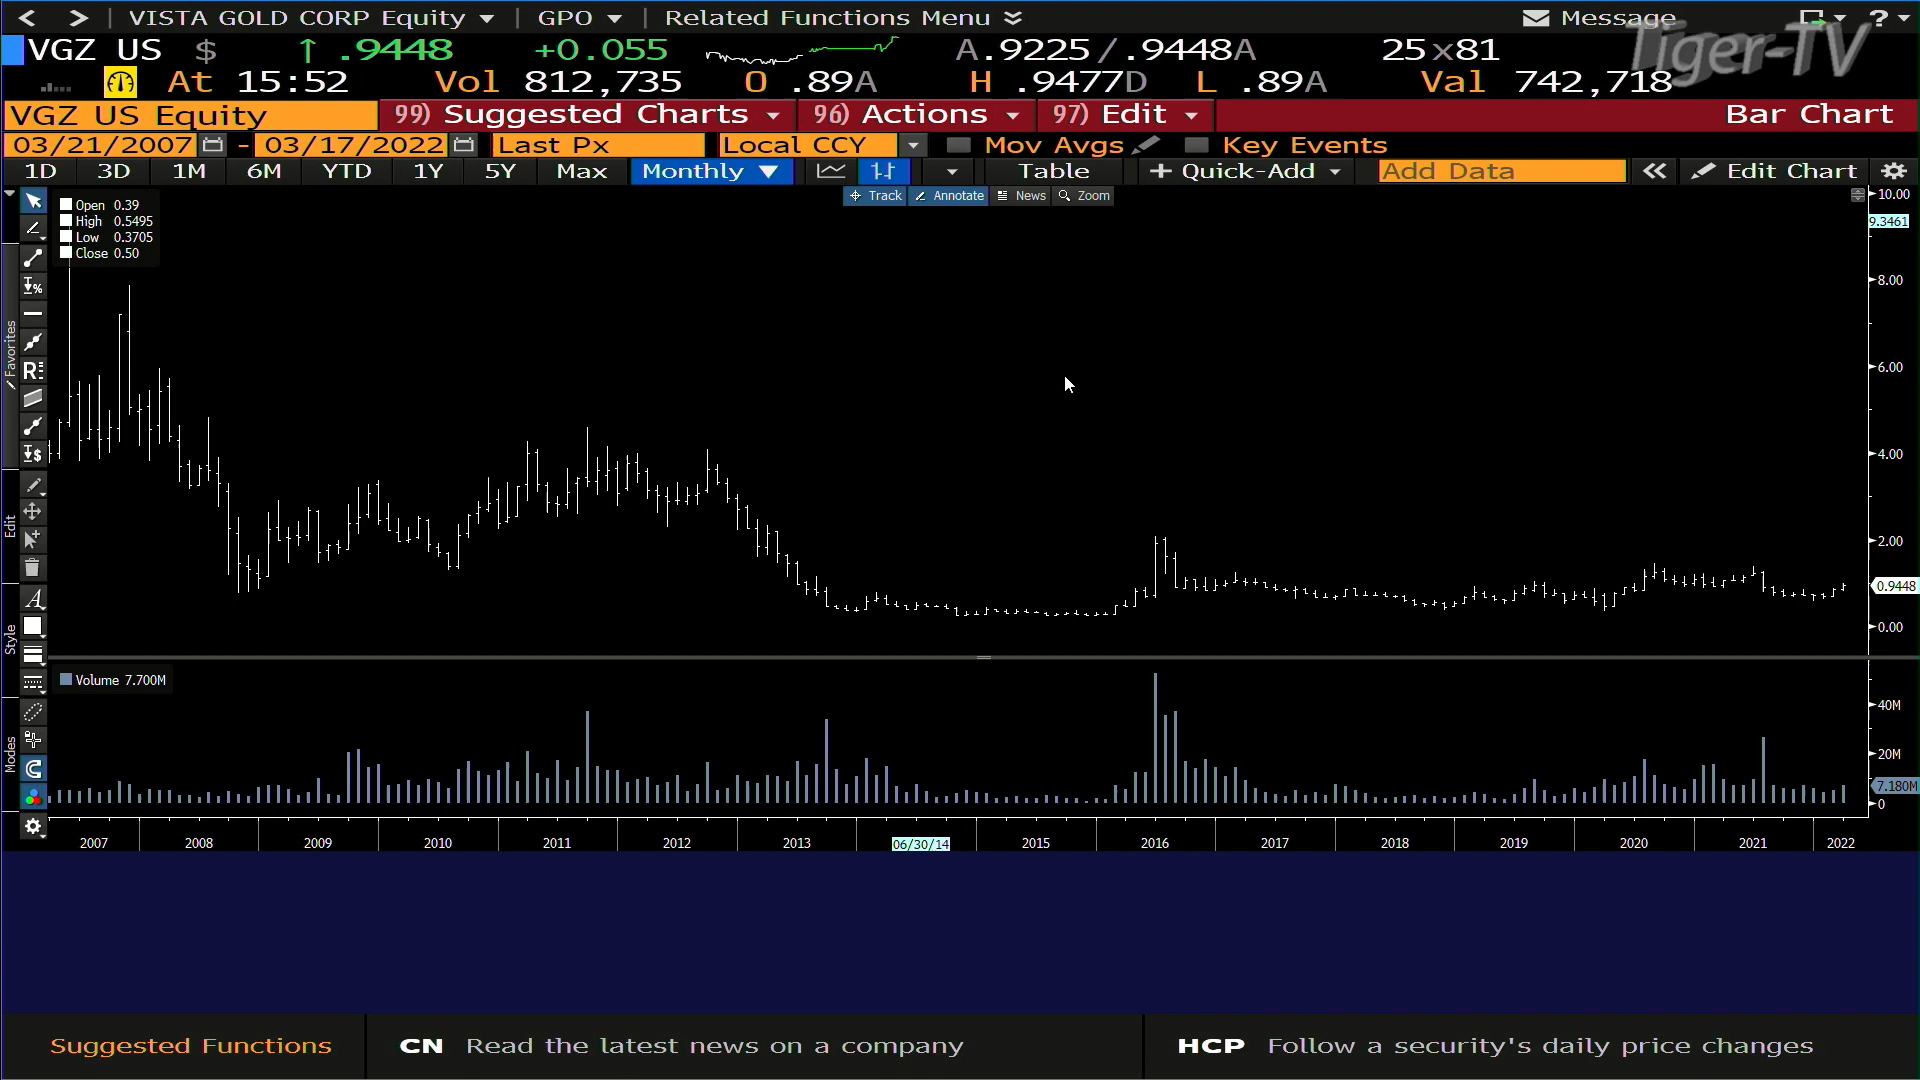 VISTA GOLD CORP Equity GPO Related Functions Menu Message ?
Tiger-TV
VGZ US $ ↑ .9448 +0.055 A.9225/.9448A 25x81
At 15:52 Vol 812,735 O .89A H .9477D L .89A Val 742,718
VGZ US Equity 99) Suggested Charts 96) Actions 97) Edit Bar Chart
03/21/2007 - 03/17/2022 Last Px Local CCY Mov Avgs Key Events
1D 3D 1M 6M YTD 1Y 5Y Max Monthly ▼ Table + Quick-Add Add Data « Edit Chart
Track Annotate News Zoom
Open 0.39
High 0.5495
Low 0.3705
Close 0.50
10.00
9.3461
8.00
6.00
4.00
2.00
0.9448
0.00
Favorites
Edit
Style
Modes
Volume 7.700M
40M
20M
7.180M
0
2007 2008 2009 2010 2011 2012 2013 06/30/14 2015 2016 2017 2018 2019 2020 2021 2022
Suggested Functions CN Read the latest news on a company HCP Follow a security's daily price changes